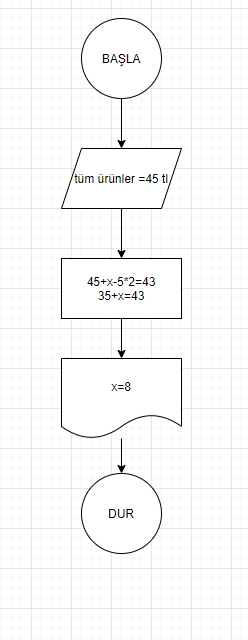 BAŞLA
tüm ürünler =45 tl
45+x-5*2=43
35+x=43
x=8
DUR